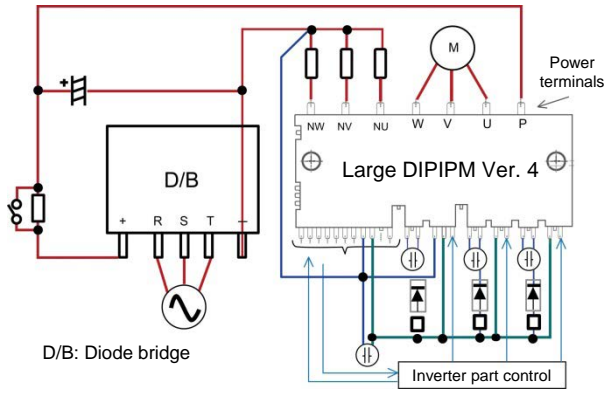 M
Power
terminals
+
NW NV NU W V U P
Large DIPIPM Ver. 4
D/B
+ R S T −
D/B: Diode bridge
Inverter part control